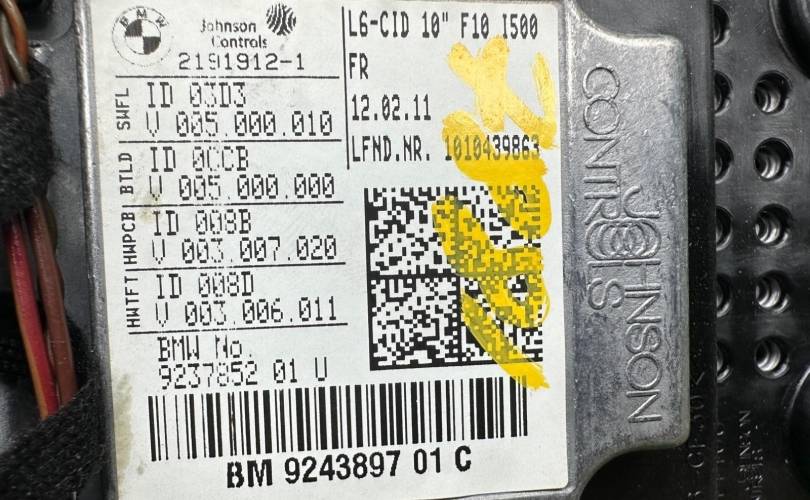 BMW
Johnson
Controls
2191912-1
L6-CID 10" F10 I500
FR
12.02.11
LFND.NR. 1010439863
SWFL
ID 03D3
V 005.000.010
BTLD
ID 0CCB
V 005.000.000
HWPCB
ID 008B
V 003.007.020
HWTFT
ID 008D
V 003.006.011
BMW No.
9237852 01 U
BM 9243897 01 C
JOHNSON
CONTROLS